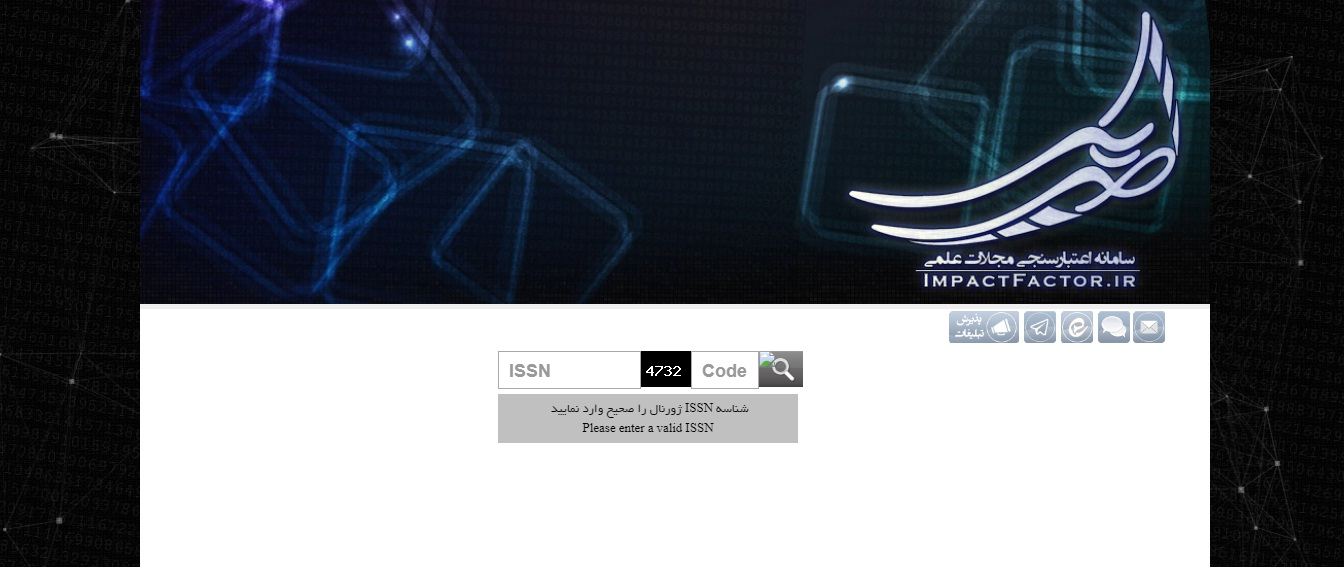 سامانه اعتبارسنجی مجلات علمی
IMPACTFACTOR.IR
پذیرش
تبلیغات
ISSN 4732 Code
شناسه ISSN ژورنال را صحیح وارد نمایید
Please enter a valid ISSN